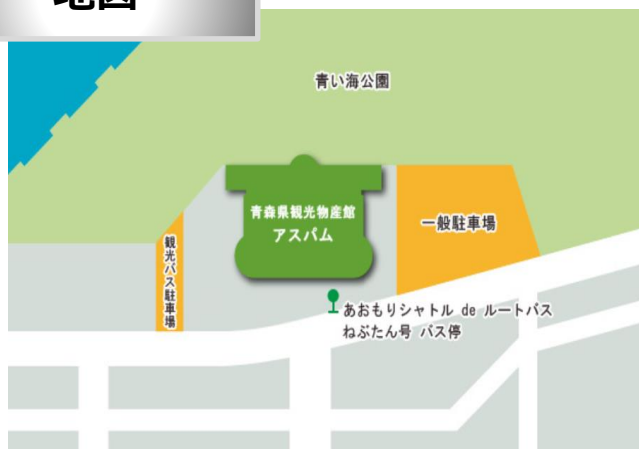 地図
青い海公園
青森県観光物産館
アスパム
一般駐車場
観光バス駐車場
あおもりシャトル de ルートバス
ねぶたん号 バス停